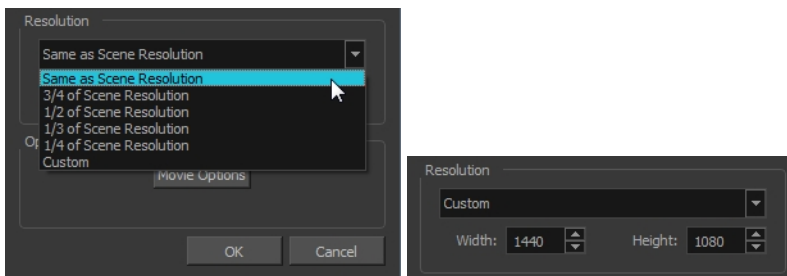 Resolution
Same as Scene Resolution
Same as Scene Resolution
3/4 of Scene Resolution
1/2 of Scene Resolution
1/3 of Scene Resolution
1/4 of Scene Resolution
Custom
Op
Movie Options
OK Cancel
Resolution
Custom
Width: 1440 Height: 1080